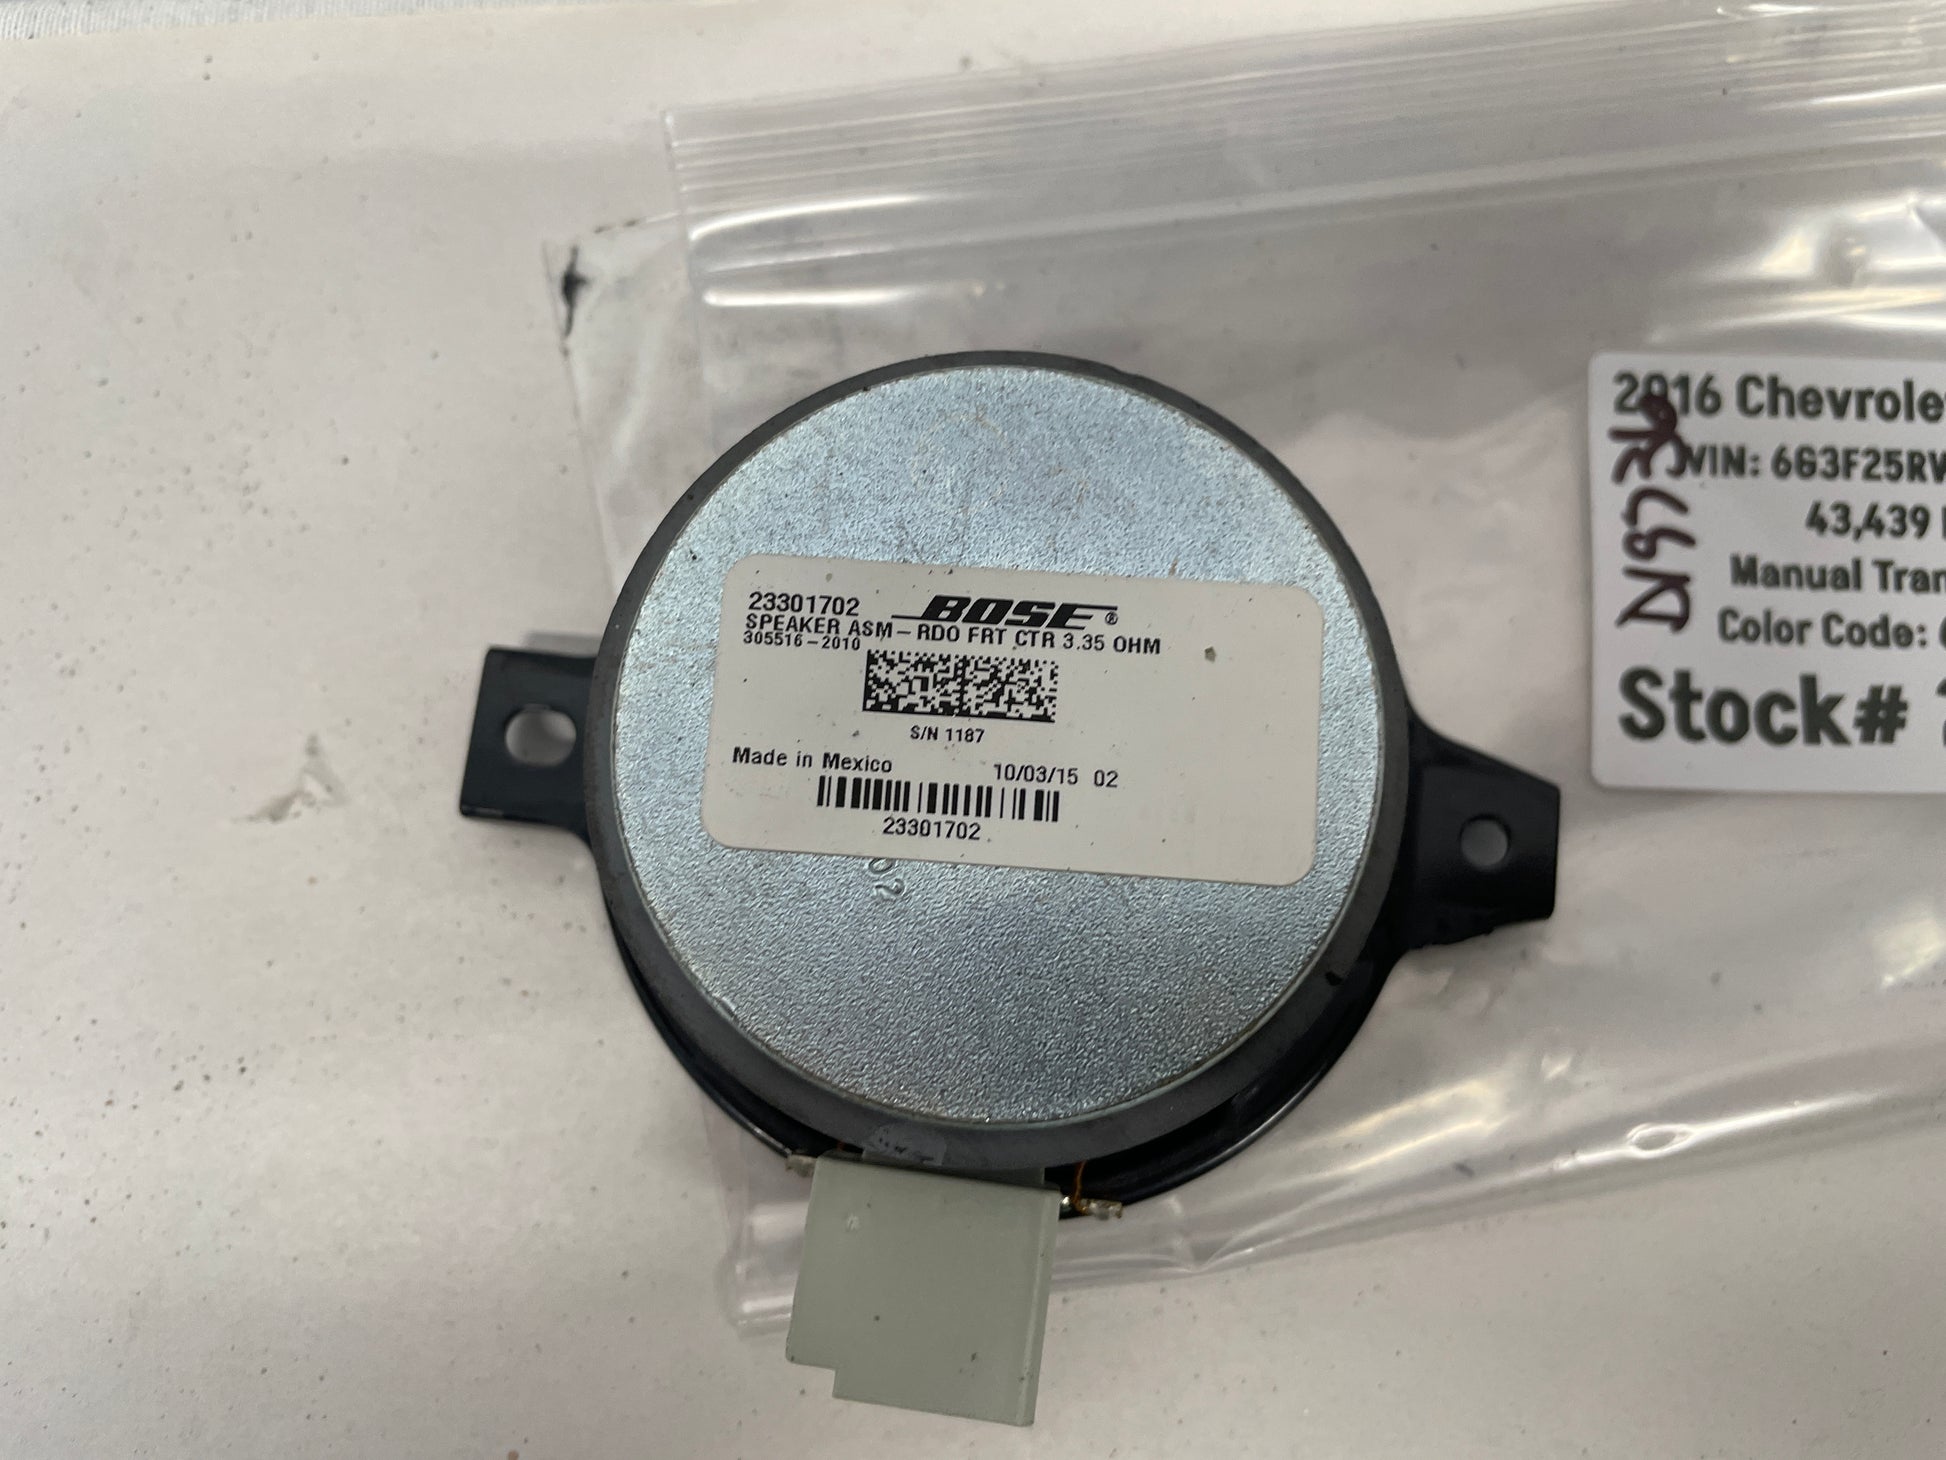 23301702 BOSE®
SPEAKER ASM – RDO FRT CTR 3.35 OHM
305516 – 2010
S/N 1187
Made in Mexico 10/03/15 02
23301702
02
2016 Chevrole
VIN: 6G3F25RW
43,439
Manual Tran
Color Code:
Stock#